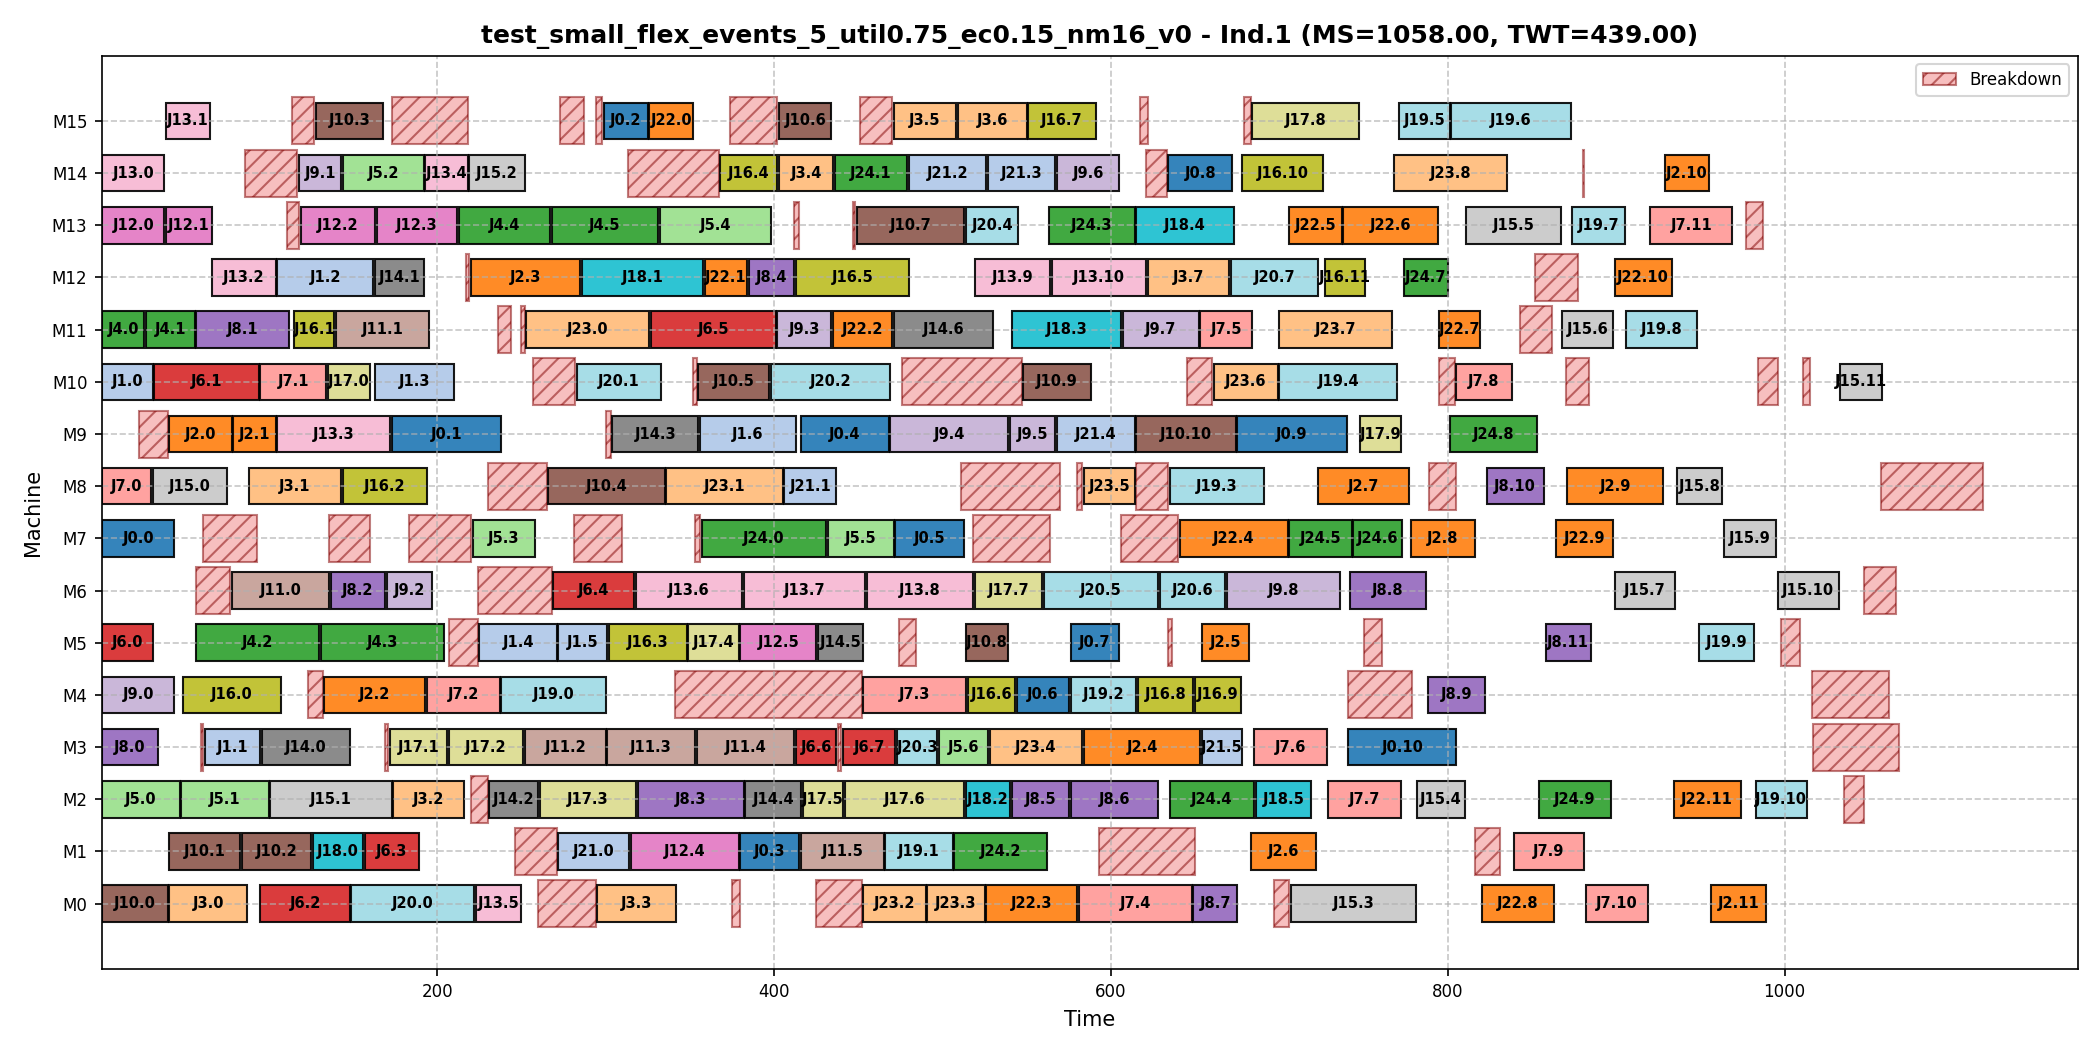 test_small_flex_events_5_util0.75_ec0.15_nm16_v0 - Ind.1 (MS=1058.00, TWT=439.00)
Breakdown
M15 J13.1 J10.3 J0.2 J22.0 J10.6 J3.5 J3.6 J16.7 J17.8 J19.5 J19.6
M14 J13.0 J9.1 J5.2 J13.4 J15.2 J16.4 J3.4 J24.1 J21.2 J21.3 J9.6 J0.8 J16.10 J23.8 J2.10
M13 J12.0 J12.1 J12.2 J12.3 J4.4 J4.5 J5.4 J10.7 J20.4 J24.3 J18.4 J22.5 J22.6 J15.5 J19.7 J7.11
M12 J13.2 J1.2 J14.1 J2.3 J18.1 J22.1 J8.4 J16.5 J13.9 J13.10 J3.7 J20.7 J16.11 J24.7 J22.10
M11 J4.0 J4.1 J8.1 J16.1 J11.1 J23.0 J6.5 J9.3 J22.2 J14.6 J18.3 J9.7 J7.5 J23.7 J22.7 J15.6 J19.8
M10 J1.0 J6.1 J7.1 J17.0 J1.3 J20.1 J10.5 J20.2 J10.9 J23.6 J19.4 J7.8 J15.11
M9 J2.0 J2.1 J13.3 J0.1 J14.3 J1.6 J0.4 J9.4 J9.5 J21.4 J10.10 J0.9 J17.9 J24.8
M8 J7.0 J15.0 J3.1 J16.2 J10.4 J23.1 J21.1 J23.5 J19.3 J2.7 J8.10 J2.9 J15.8
M7 J0.0 J5.3 J24.0 J5.5 J0.5 J22.4 J24.5 J24.6 J2.8 J22.9 J15.9
M6 J11.0 J8.2 J9.2 J6.4 J13.6 J13.7 J13.8 J17.7 J20.5 J20.6 J9.8 J8.8 J15.7 J15.10
M5 J6.0 J4.2 J4.3 J1.4 J1.5 J16.3 J17.4 J12.5 J14.5 J10.8 J0.7 J2.5 J8.11 J19.9
M4 J9.0 J16.0 J2.2 J7.2 J19.0 J7.3 J16.6 J0.6 J19.2 J16.8 J16.9 J8.9
M3 J8.0 J1.1 J14.0 J17.1 J17.2 J11.2 J11.3 J11.4 J6.6 J6.7 J20.3 J5.6 J23.4 J2.4 J21.5 J7.6 J0.10
M2 J5.0 J5.1 J15.1 J3.2 J14.2 J17.3 J8.3 J14.4 J17.5 J17.6 J18.2 J8.5 J8.6 J24.4 J18.5 J7.7 J15.4 J24.9 J22.11 J19.10
M1 J10.1 J10.2 J18.0 J6.3 J21.0 J12.4 J0.3 J11.5 J19.1 J24.2 J2.6 J7.9
M0 J10.0 J3.0 J6.2 J20.0 J13.5 J3.3 J23.2 J23.3 J22.3 J7.4 J8.7 J15.3 J22.8 J7.10 J2.11
200 400 600 800 1000
Time
Machine